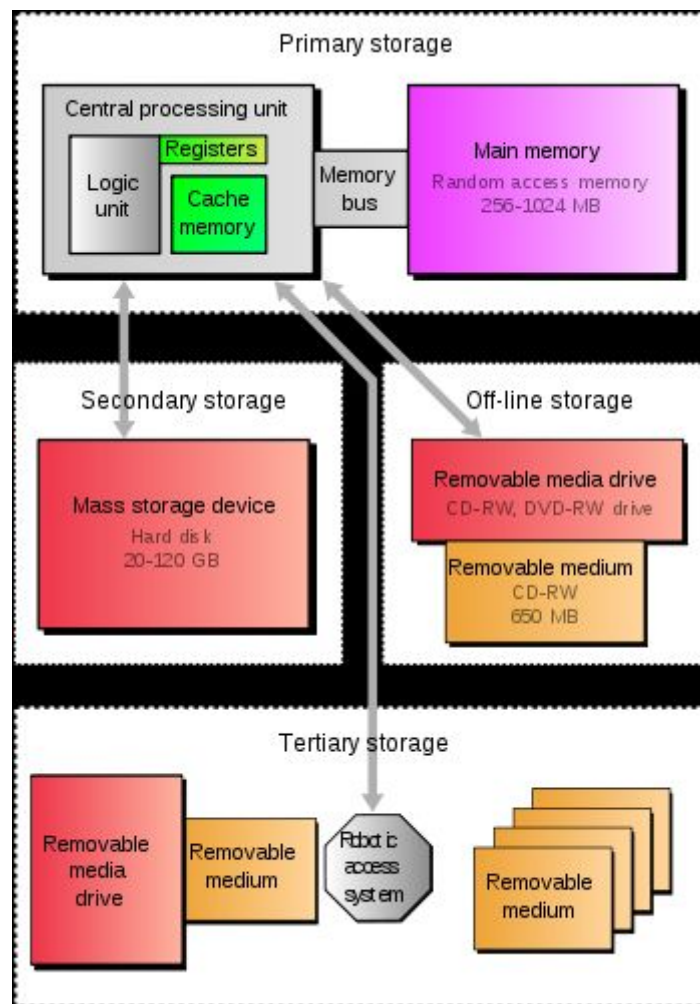 Primary storage
Central processing unit
Registers
Logic
unit
Cache
memory
Memory
bus
Main memory
Random access memory
256-1024 MB
Secondary storage
Mass storage device
Hard disk
20-120 GB
Off-line storage
Removable media drive
CD-RW, DVD-RW drive
Removable medium
CD-RW
650 MB
Tertiary storage
Removable
media
drive
Removable
medium
Robotic
access
system
Removable
medium